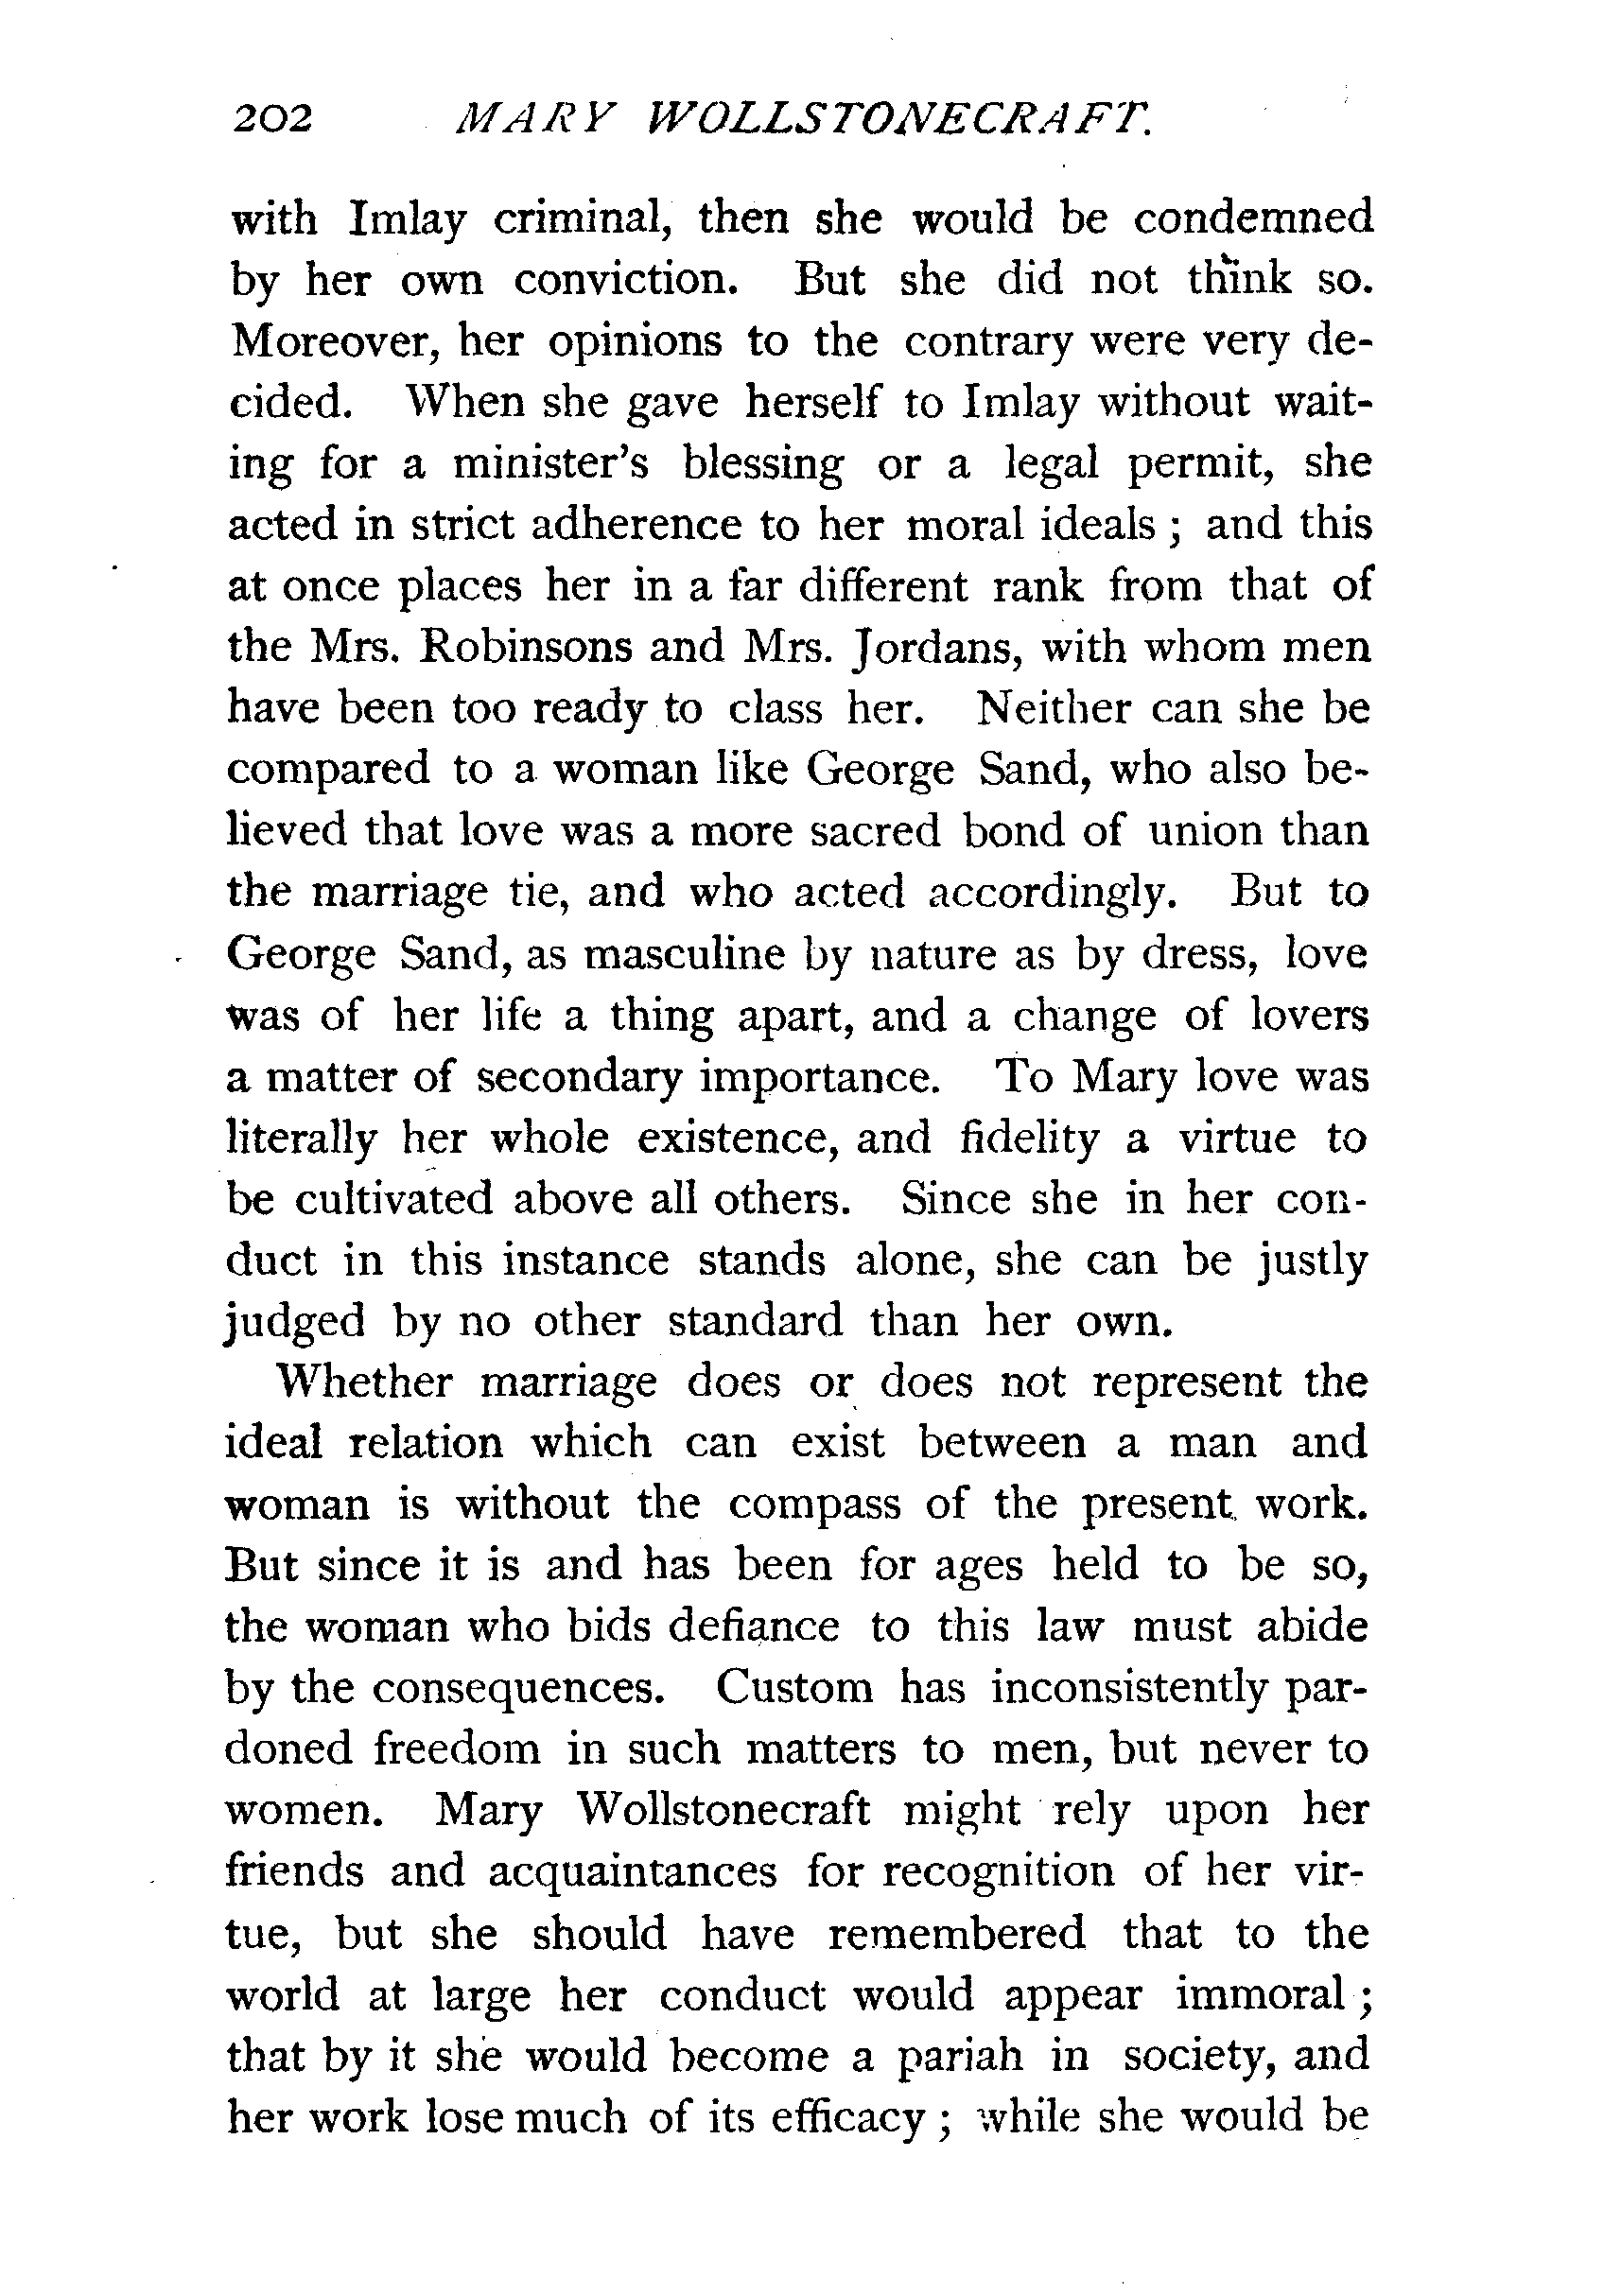 202 MARY WOLLSTONECRAFT.
with Imlay criminal, then she would be condemned
by her own conviction. But she did not think so.
Moreover, her opinions to the contrary were very de-
cided. When she gave herself to Imlay without wait-
ing for a minister's blessing or a legal permit, she
acted in strict adherence to her moral ideals ; and this
at once places her in a far different rank from that of
the Mrs. Robinsons and Mrs. Jordans, with whom men
have been too ready to class her. Neither can she be
compared to a woman like George Sand, who also be-
lieved that love was a more sacred bond of union than
the marriage tie, and who acted accordingly. But to
George Sand, as masculine by nature as by dress, love
was of her life a thing apart, and a change of lovers
a matter of secondary importance. To Mary love was
literally her whole existence, and fidelity a virtue to
be cultivated above all others. Since she in her con-
duct in this instance stands alone, she can be justly
judged by no other standard than her own.
Whether marriage does or does not represent the
ideal relation which can exist between a man and
woman is without the compass of the present work.
But since it is and has been for ages held to be so,
the woman who bids defiance to this law must abide
by the consequences. Custom has inconsistently par-
doned freedom in such matters to men, but never to
women. Mary Wollstonecraft might rely upon her
friends and acquaintances for recognition of her vir-
tue, but she should have remembered that to the
world at large her conduct would appear immoral ;
that by it she would become a pariah in society, and
her work lose much of its efficacy ; while she would be